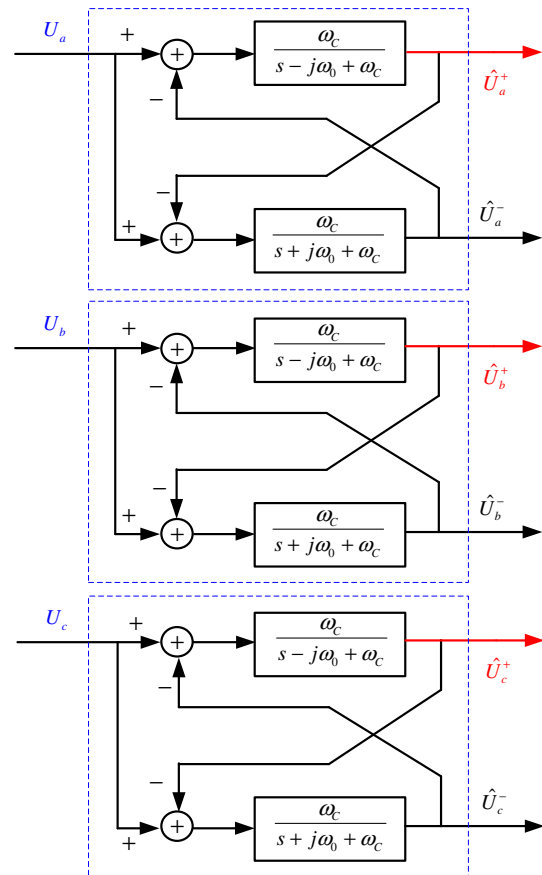 U_a
+
+
ω_C
s − jω_0 + ω_C
Û_a^+
−
−
+
+
ω_C
s + jω_0 + ω_C
Û_a^-
U_b
+
+
ω_C
s − jω_0 + ω_C
Û_b^+
−
−
+
+
ω_C
s + jω_0 + ω_C
Û_b^-
U_c
+
+
ω_C
s − jω_0 + ω_C
Û_c^+
−
−
+
+
ω_C
s + jω_0 + ω_C
Û_c^-